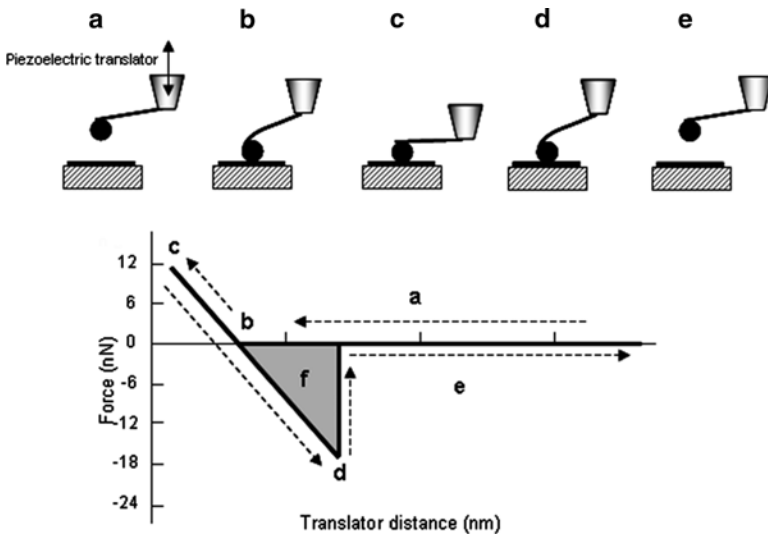 a b c d e
Piezoelectric translator
c
12
6
b
a
0
f
e
-6
-12
-18
d
-24
Force (nN)
Translator distance (nm)